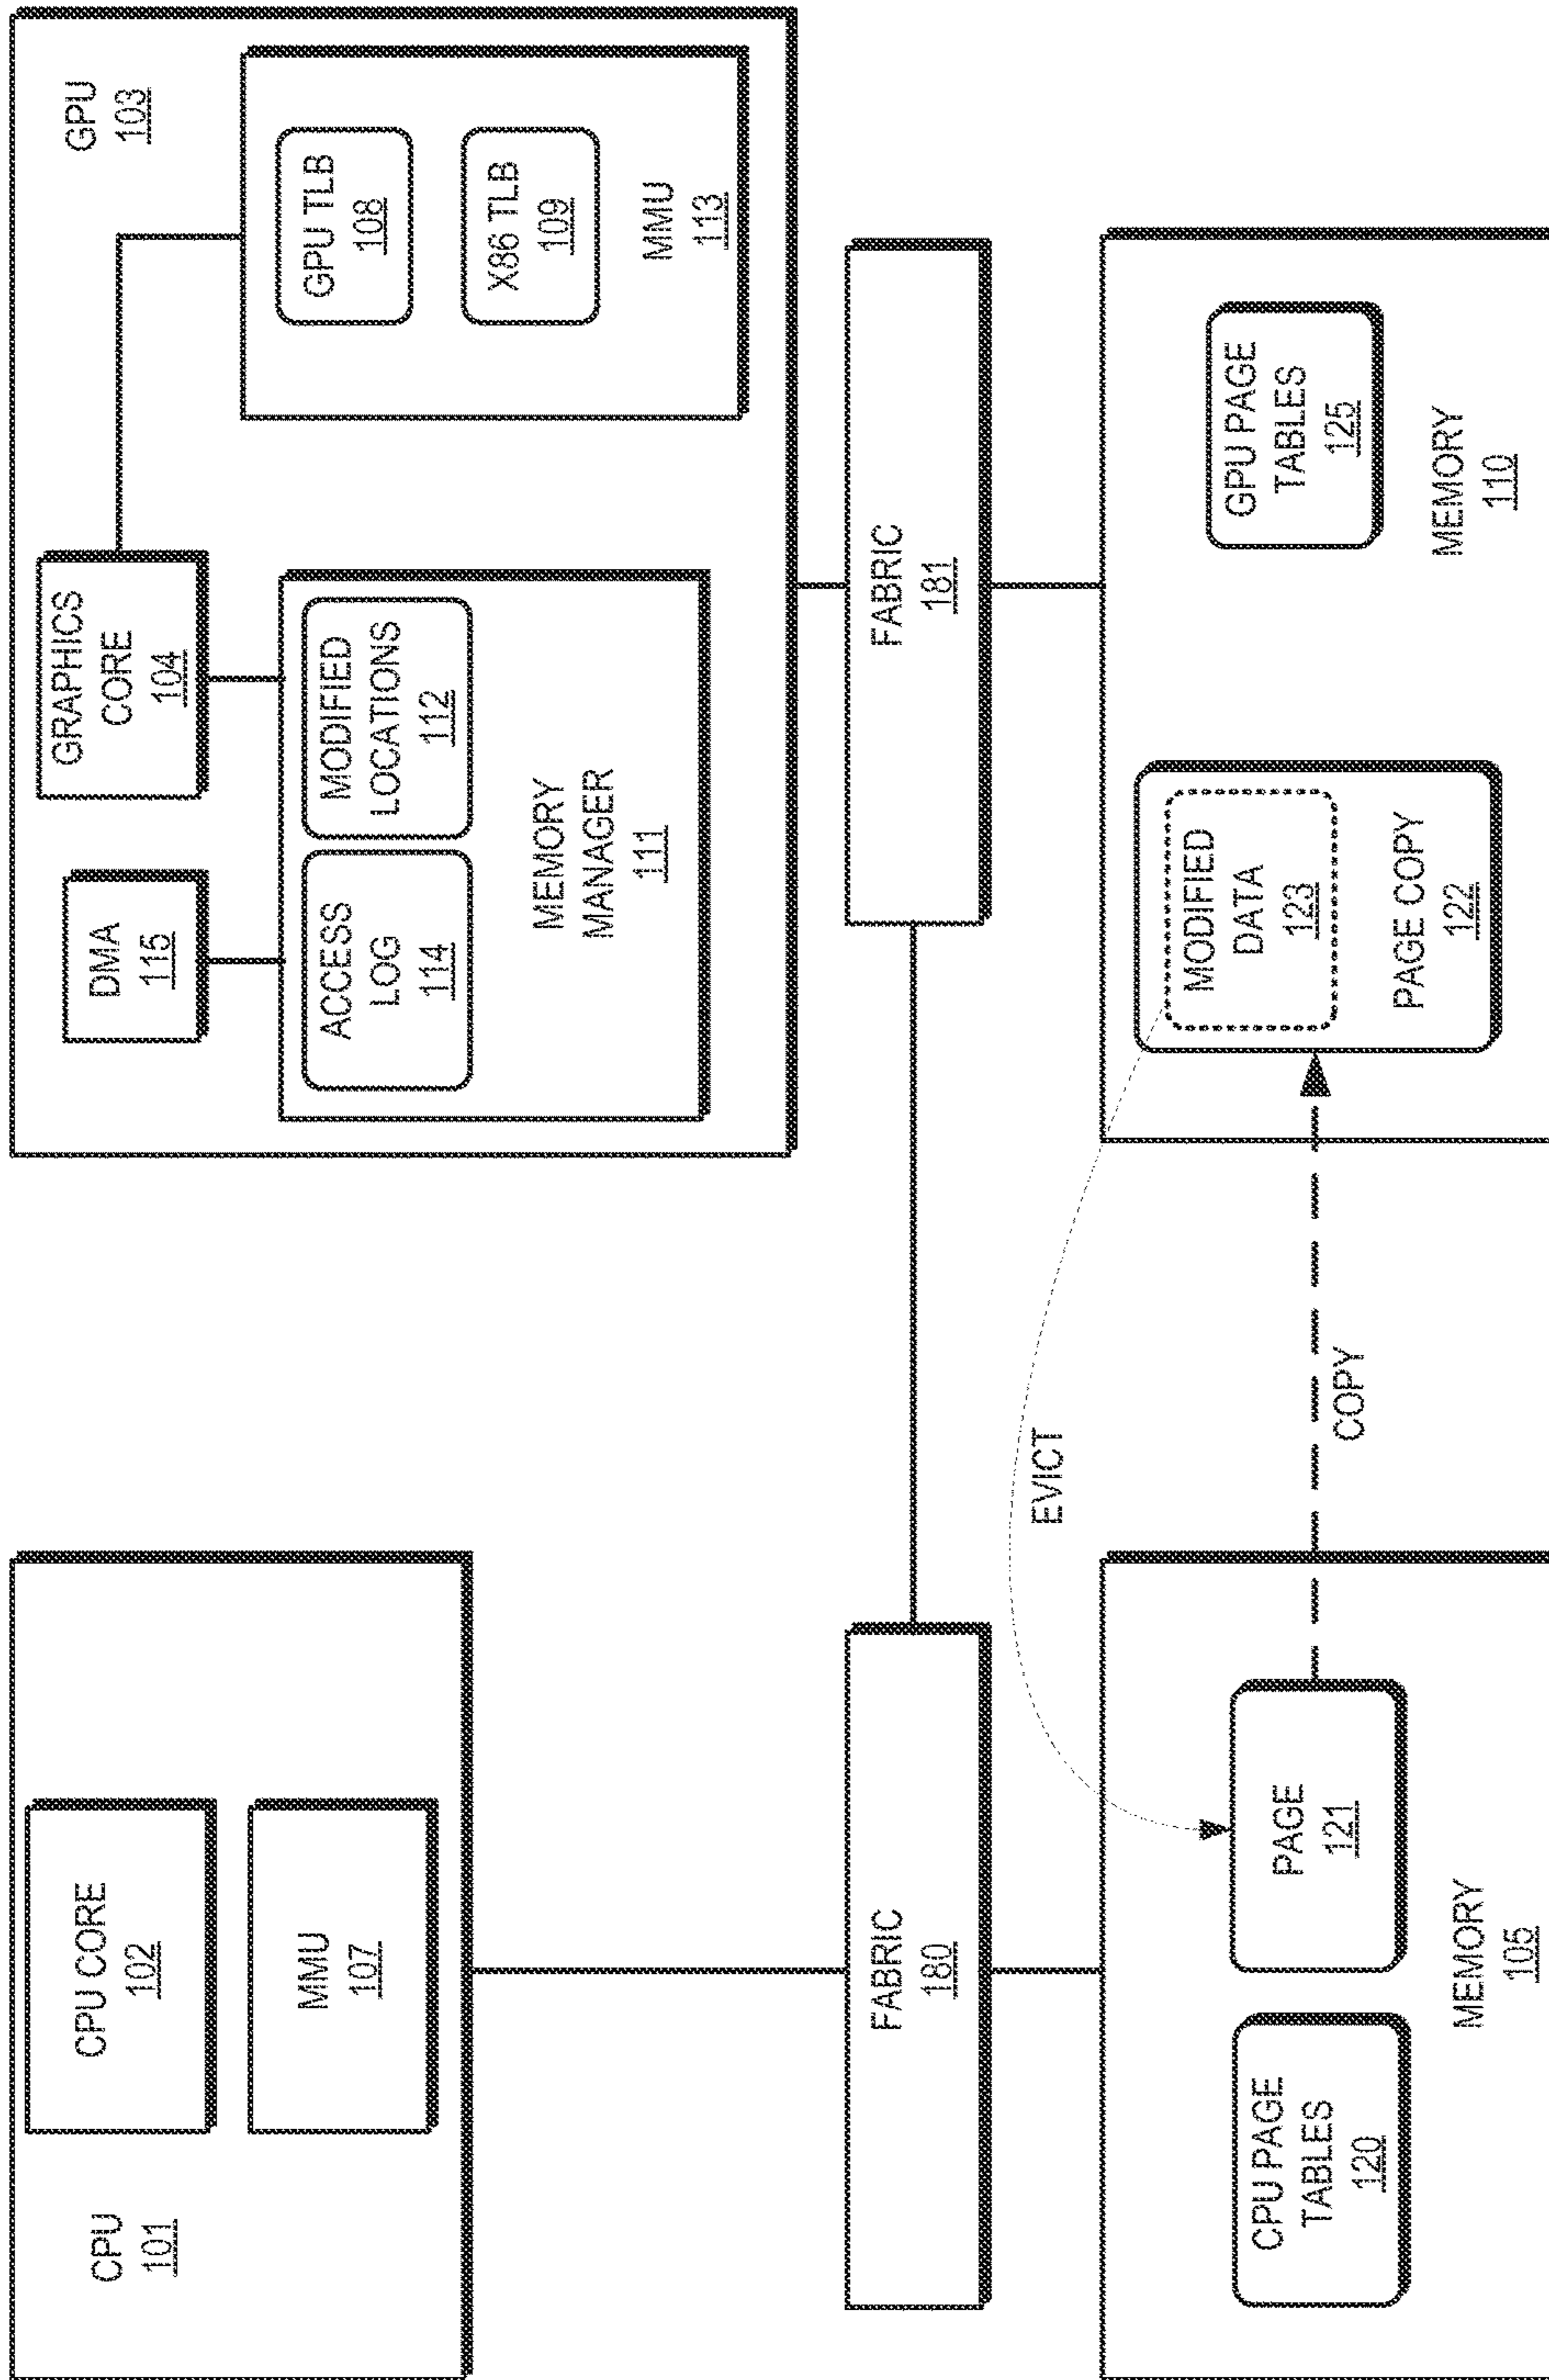 CPU
101
CPU CORE
102
MMU
107
DMA
115
GRAPHICS
CORE
104
GPU
103
ACCESS
LOG
114
MODIFIED
LOCATIONS
112
MEMORY
MANAGER
111
GPU TLB
108
X86 TLB
109
MMU
113
FABRIC
180
FABRIC
181
EVICT
CPU PAGE
TABLES
120
PAGE
121
MEMORY
105
COPY
MODIFIED
DATA
123
PAGE COPY
122
GPU PAGE
TABLES
125
MEMORY
110